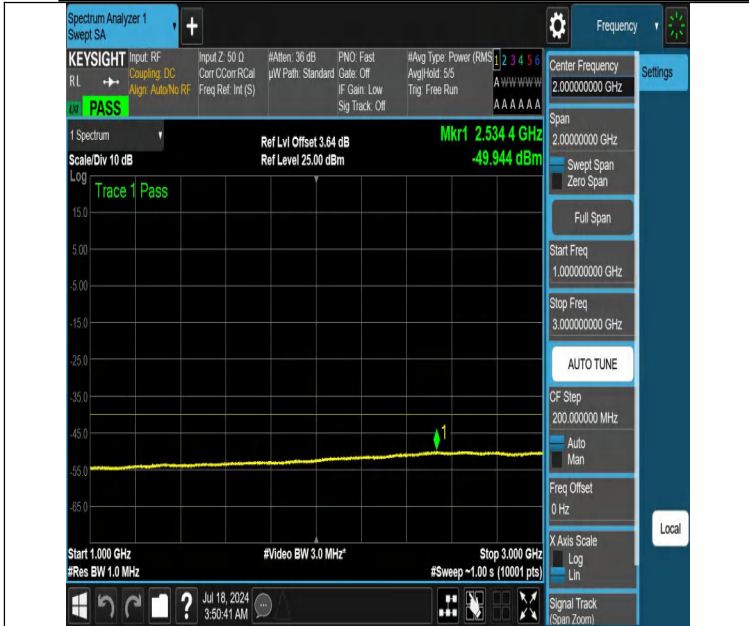 Spectrum Analyzer 1
Swept SA
Frequency
KEYSIGHT
RL
PASS
Input: RF
Coupling: DC
Align: Auto/No RF
Input Z: 50 Ω
Corr CCorr RCal
Freq Ref: Int (S)
#Atten: 36 dB
µW Path: Standard
PNO: Fast
Gate: Off
IF Gain: Low
Sig Track: Off
#Avg Type: Power (RMS
Avg|Hold: 5/5
Trig: Free Run
1 2 3 4 5 6
A W W W W W
A A A A A A
1 Spectrum
Scale/Div 10 dB
Ref Lvl Offset 3.64 dB
Ref Level 25.00 dBm
Mkr1 2.534 4 GHz
-49.944 dBm
Log
Trace 1 Pass
15.0
5.00
-5.00
-15.0
-25.0
-35.0
-45.0
-55.0
-65.0
1
Start 1.000 GHz
#Res BW 1.0 MHz
#Video BW 3.0 MHz*
Stop 3.000 GHz
#Sweep ~1.00 s (10001 pts)
Center Frequency
2.000000000 GHz
Settings
Span
2.00000000 GHz
Swept Span
Zero Span
Full Span
Start Freq
1.000000000 GHz
Stop Freq
3.000000000 GHz
AUTO TUNE
CF Step
200.000000 MHz
Auto
Man
Freq Offset
0 Hz
X Axis Scale
Log
Lin
Signal Track
(Span Zoom)
Local
?
Jul 18, 2024
3:50:41 AM